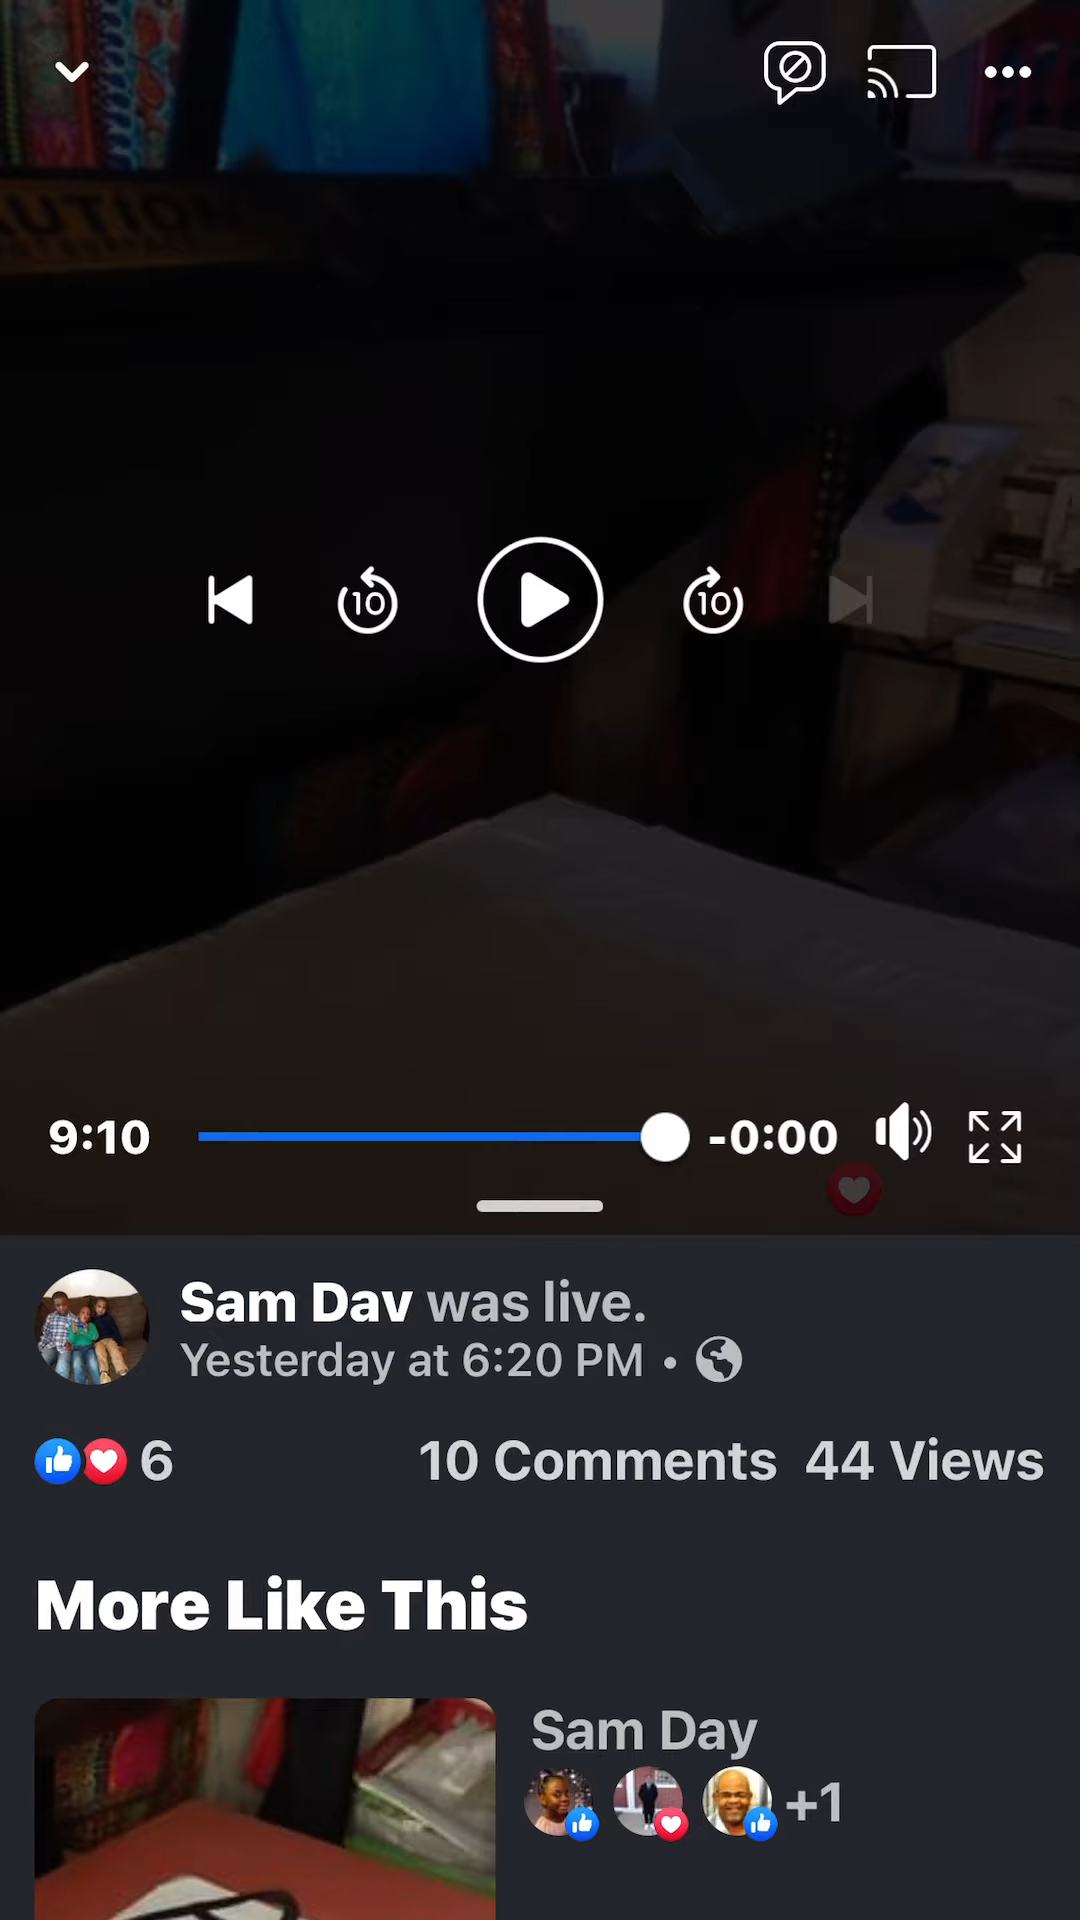 AUTIO
10 10
9:10 -0:00
Sam Dav was live.
Yesterday at 6:20 PM •
6 10 Comments 44 Views
More Like This
Sam Day
+1